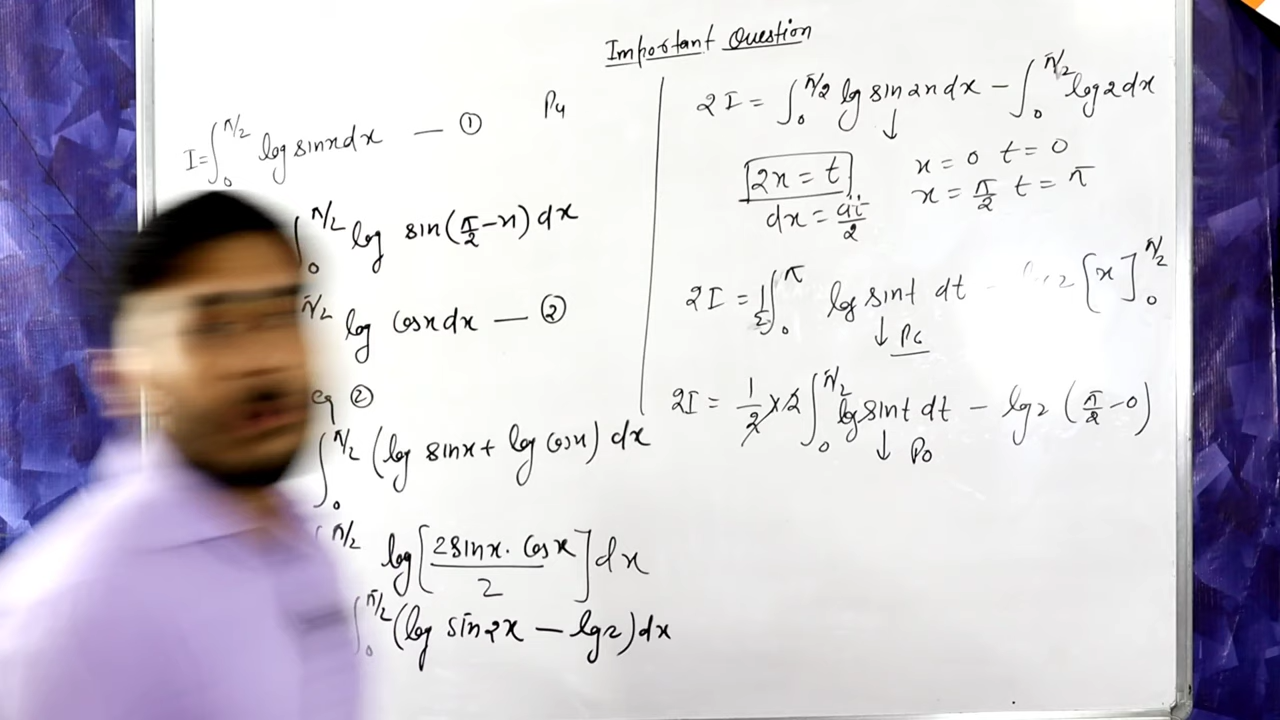 Important Question
P4
I = ∫₀^π/2 log sinx dx — ①
∫₀^π/2 log sin(π/2 - x) dx
π/2 log cosx dx — ②
eq ②
∫₀^π/2 (log sinx + log cosx) dx
π/2 log[2sinx. cosx / 2] dx
∫₀^π/2 (log sin2x - log2) dx
2I = ∫₀^π/2 log sin2x dx - ∫₀^π/2 log2 dx
↓
2x = t
x = 0 t = 0
dx = dt/2
x = π/2 t = π
2I = 1/2 ∫₀^π log sint dt - 2 [x]₀^π/2
↓ P6
2I = 1/2 × 2 ∫₀^π/2 log sint dt - log2 (π/2 - 0)
↓ P0